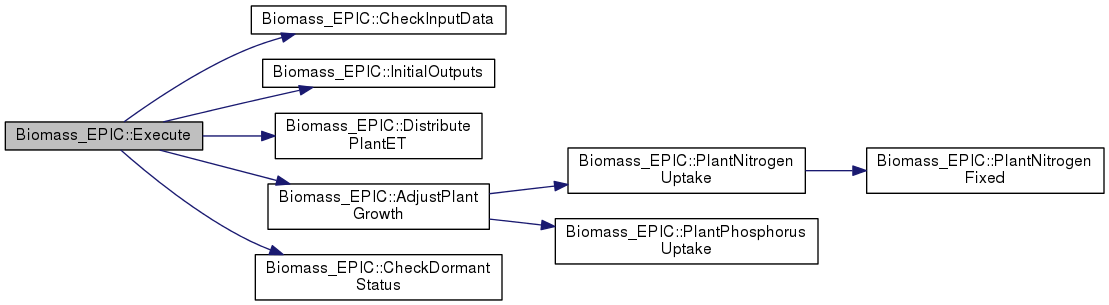 Biomass_EPIC::CheckInputData
Biomass_EPIC::InitialOutputs
Biomass_EPIC::Execute
Biomass_EPIC::Distribute
PlantET
Biomass_EPIC::AdjustPlant
Growth
Biomass_EPIC::PlantNitrogen
Uptake
Biomass_EPIC::PlantNitrogen
Fixed
Biomass_EPIC::PlantPhosphorus
Uptake
Biomass_EPIC::CheckDormant
Status